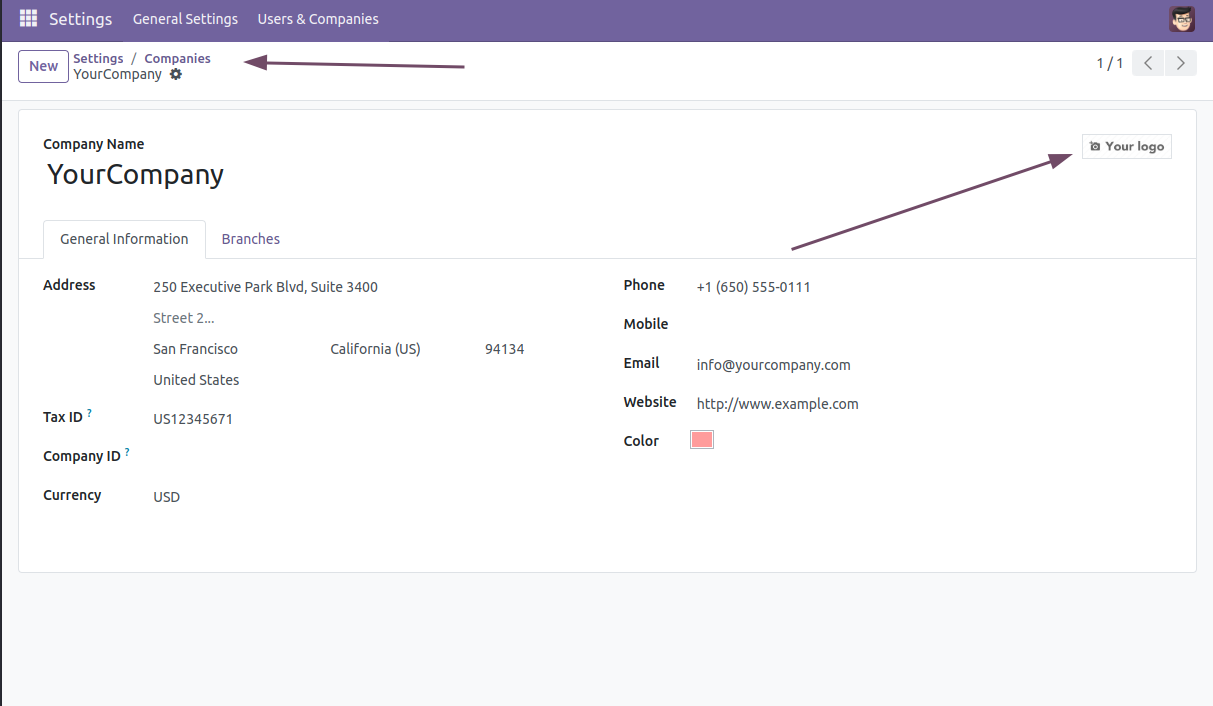 Settings General Settings Users & Companies
New Settings / Companies 1 / 1
YourCompany
Company Name
Your logo
YourCompany
General Information Branches
Address 250 Executive Park Blvd, Suite 3400 Phone +1 (650) 555-0111
Street 2... Mobile
San Francisco California (US) 94134
United States Email info@yourcompany.com
Tax ID ? US12345671 Website http://www.example.com
Company ID ? Color
Currency USD